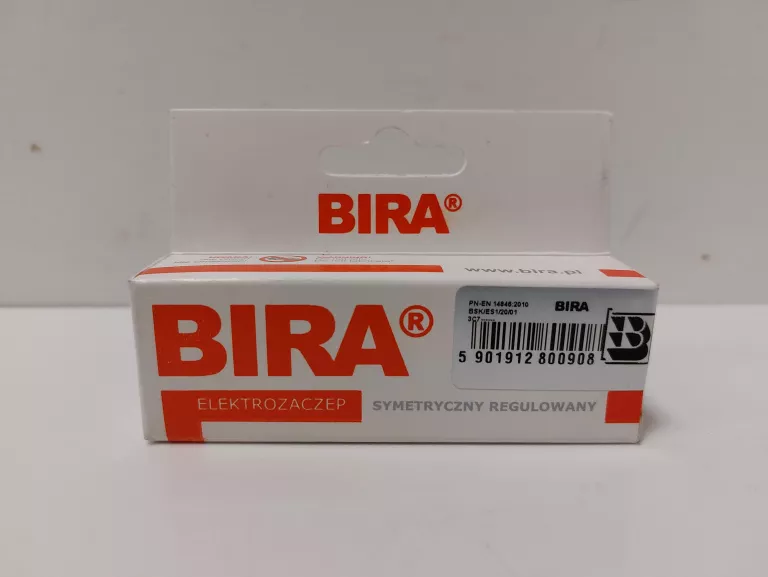 BIRA®
www.bira.pl
BIRA®
ELEKTROZACZEP
SYMETRYCZNY REGULOWANY
PN-EN 14846:2010
BIRA
BSK/ES1/20/01
5 901912 800908